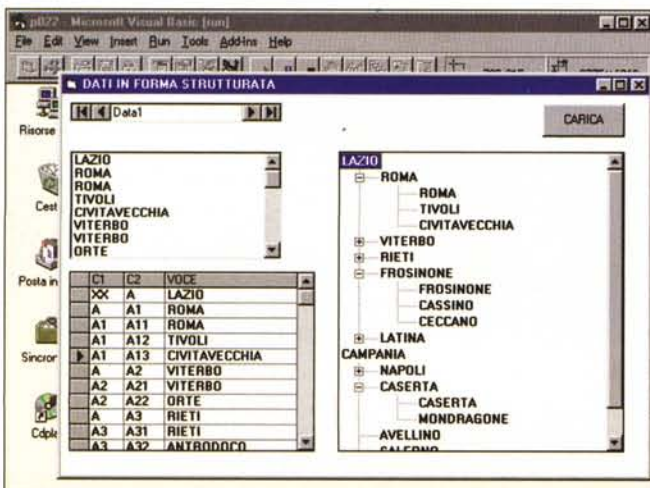 p022 - Microsoft Visual Basic [run]
File Edit View Insert Run Tools Add-Ins Help
DATI IN FORMA STRUTTURATA
Data1
CARICA
Risorse
Cest
Posta in
Sincror
Cdpla
LAZIO
ROMA
ROMA
TIVOLI
CIVITAVECCHIA
VITERBO
VITERBO
ORTE
C1 C2 VOCE
XX A LAZIO
A A1 ROMA
A1 A11 ROMA
A1 A12 TIVOLI
A1 A13 CIVITAVECCHIA
A A2 VITERBO
A2 A21 VITERBO
A2 A22 ORTE
A A3 RIETI
A3 A31 RIETI
A3 A32 ANTRODOCO
LAZIO
ROMA
ROMA
TIVOLI
CIVITAVECCHIA
VITERBO
RIETI
FROSINONE
FROSINONE
CASSINO
CECCANO
LATINA
CAMPANIA
NAPOLI
CASERTA
CASERTA
MONDRAGONE
AVELLINO
SALERNO